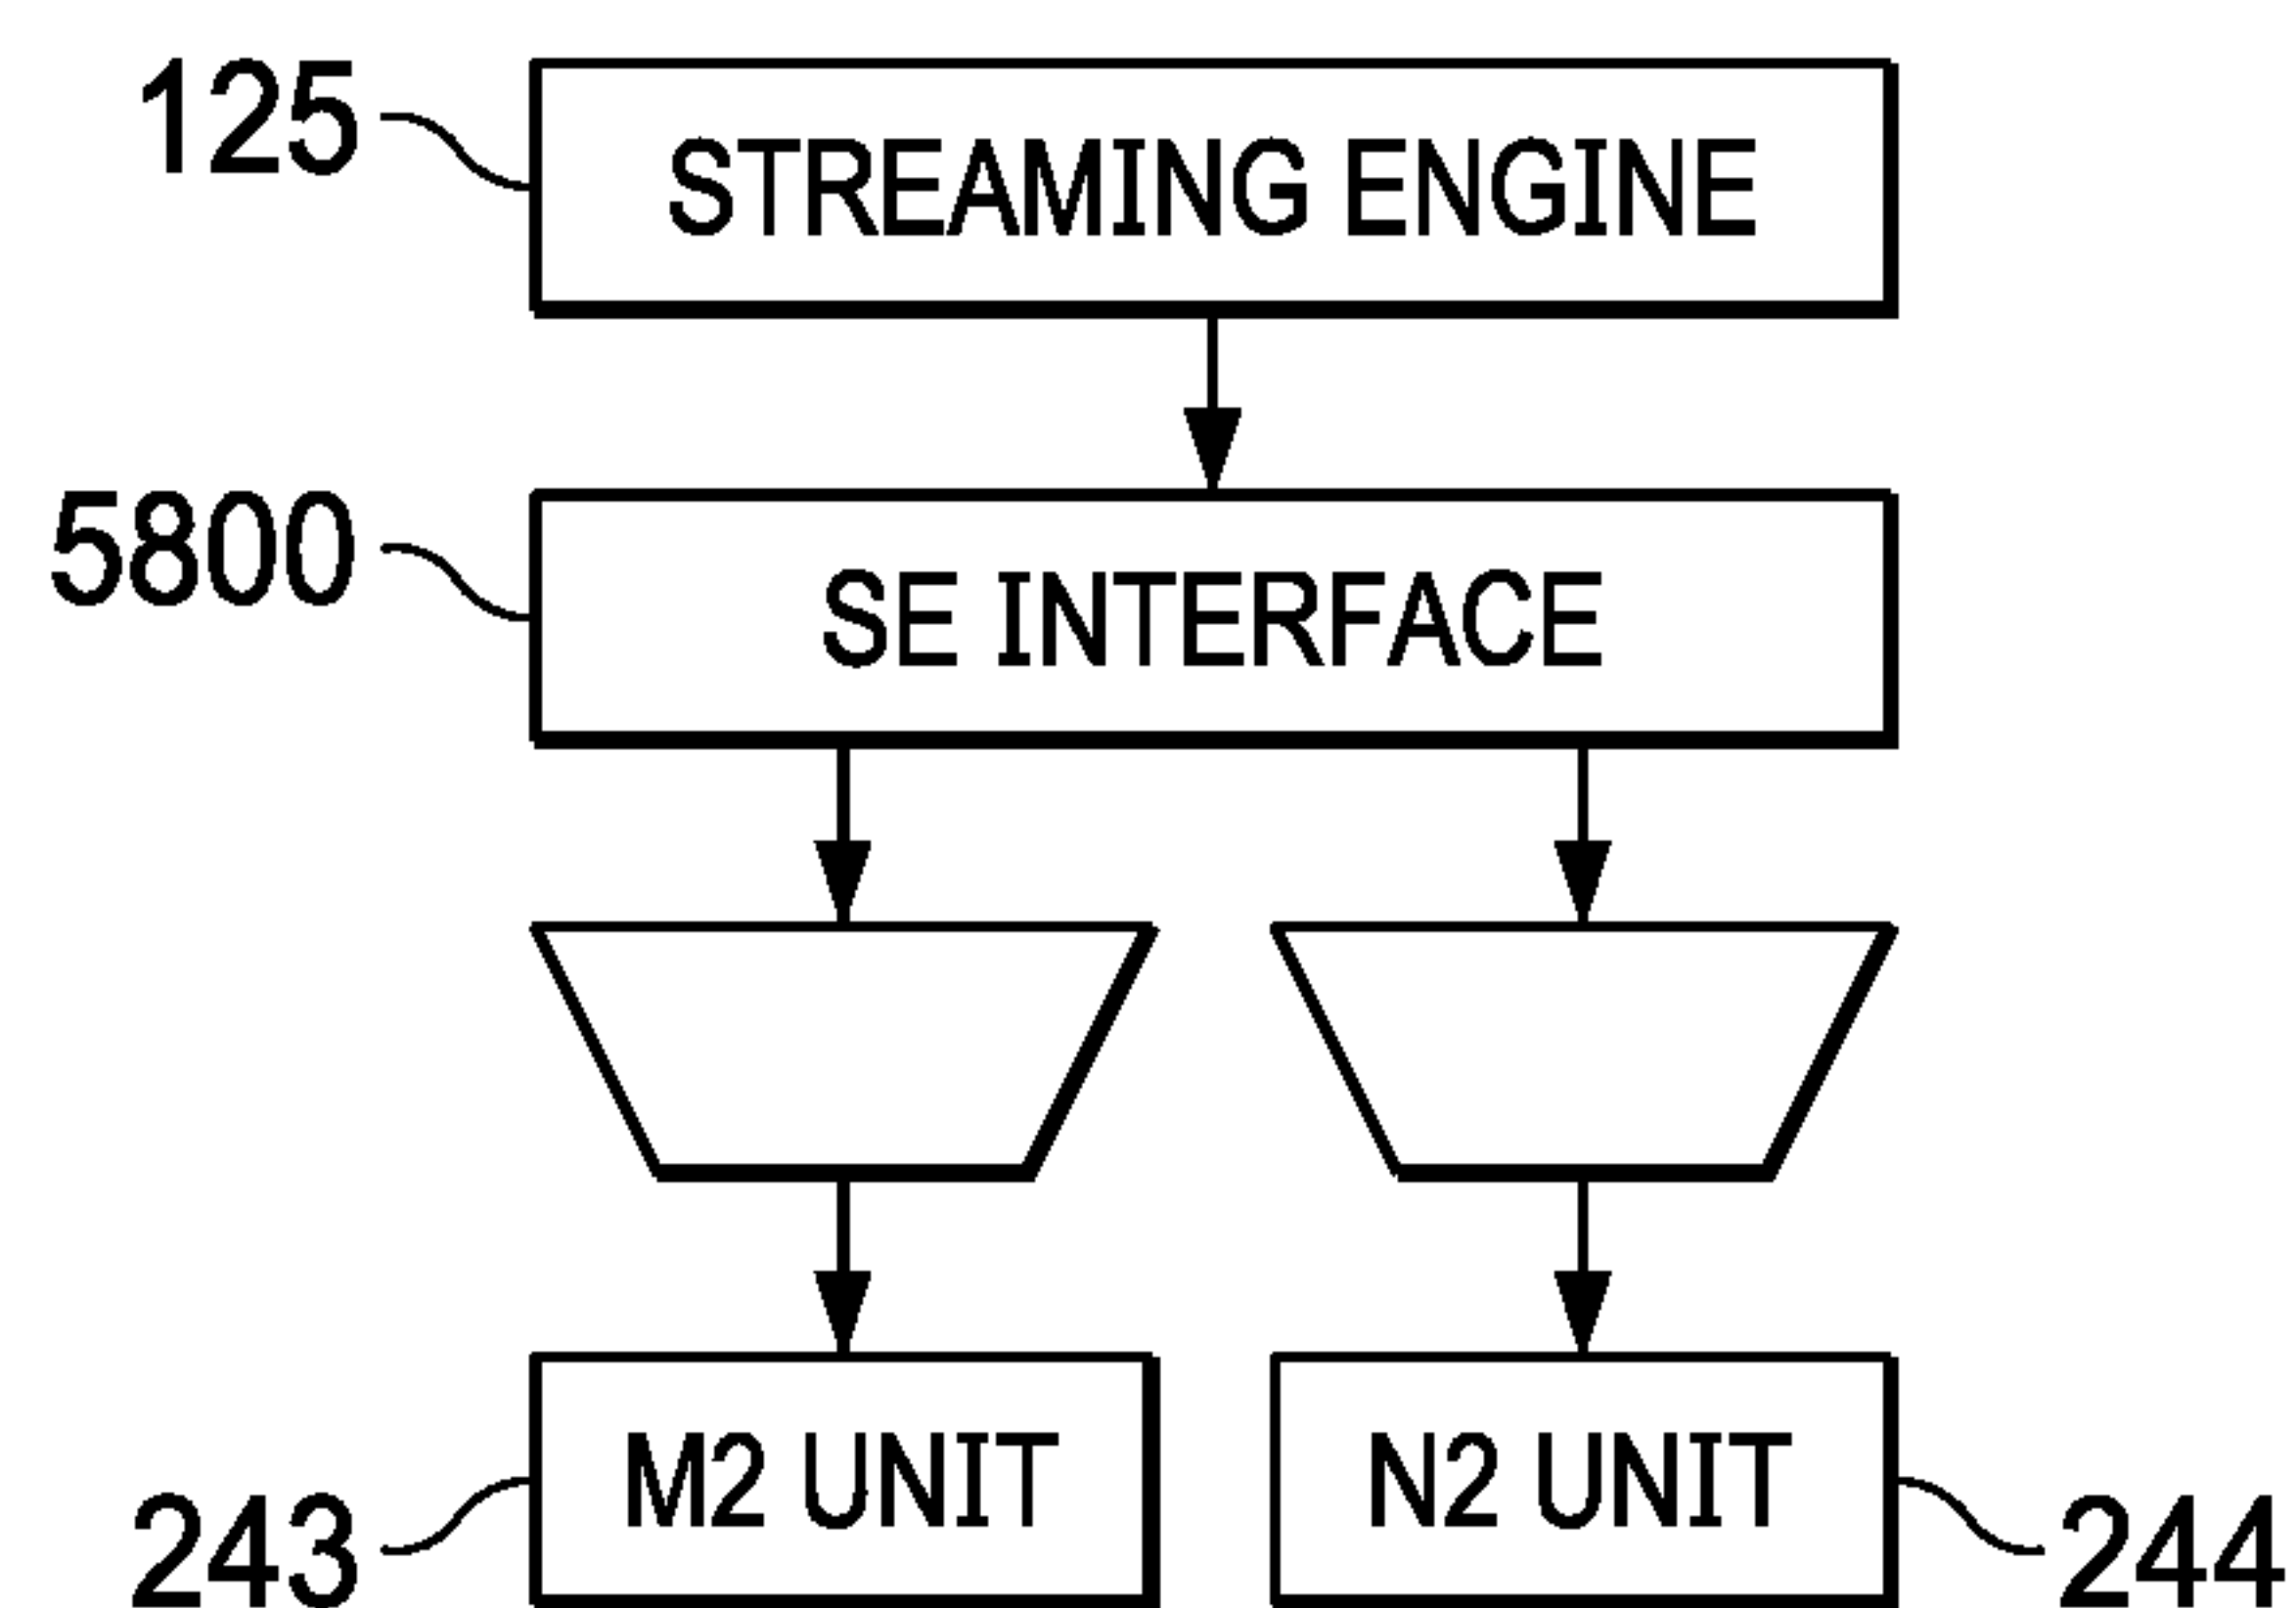 125
STREAMING ENGINE
5800
SE INTERFACE
M2 UNIT
N2 UNIT
243
244